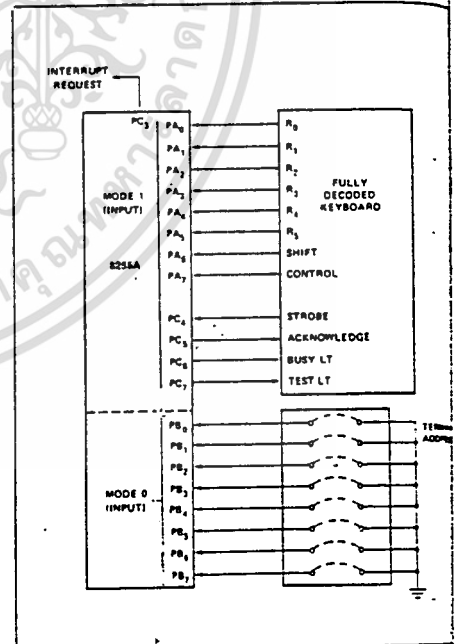 INTERRUPT
REQUEST
PC3 PA0 R0
PA1 R1
PA2 R2
PA3 R3
PA4 R4
PA5 R5
PA6 SHIFT
PA7 CONTROL
MODE 1
(INPUT)
8255A
FULLY
DECODED
KEYBOARD
PC4 STROBE
PC5 ACKNOWLEDGE
PC6 BUSY LT
PC7 TEST LT
PB0
PB1
PB2
PB3
PB4
PB5
PB6
PB7
MODE 0
(INPUT)